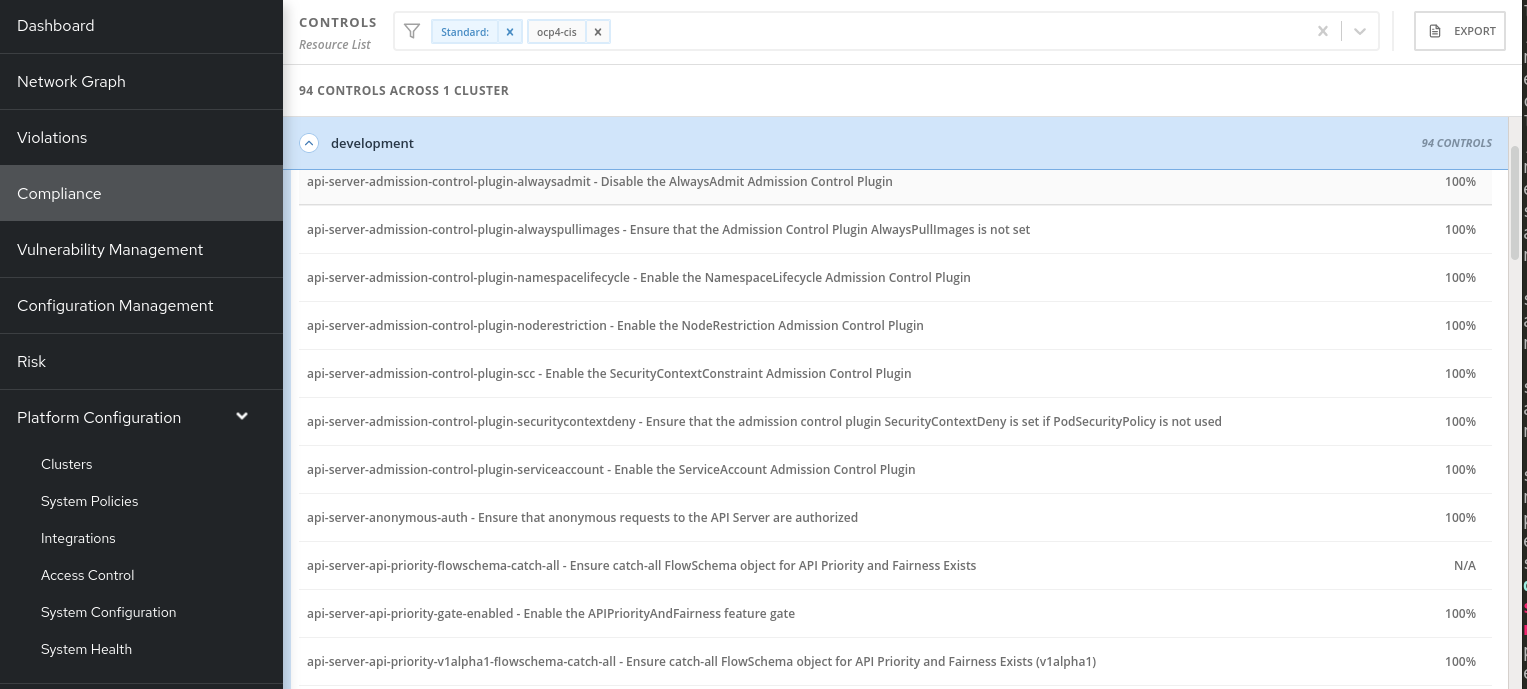 Dashboard
Network Graph
Violations
Compliance
Vulnerability Management
Configuration Management
Risk
Platform Configuration
Clusters
System Policies
Integrations
Access Control
System Configuration
System Health
CONTROLS
Resource List
Standard:
ocp4-cis
EXPORT
94 CONTROLS ACROSS 1 CLUSTER
development 94 CONTROLS
api-server-admission-control-plugin-alwaysadmit - Disable the AlwaysAdmit Admission Control Plugin 100%
api-server-admission-control-plugin-alwayspullimages - Ensure that the Admission Control Plugin AlwaysPullImages is not set 100%
api-server-admission-control-plugin-namespacelifecycle - Enable the NamespaceLifecycle Admission Control Plugin 100%
api-server-admission-control-plugin-noderestriction - Enable the NodeRestriction Admission Control Plugin 100%
api-server-admission-control-plugin-scc - Enable the SecurityContextConstraint Admission Control Plugin 100%
api-server-admission-control-plugin-securitycontextdeny - Ensure that the admission control plugin SecurityContextDeny is set if PodSecurityPolicy is not used 100%
api-server-admission-control-plugin-serviceaccount - Enable the ServiceAccount Admission Control Plugin 100%
api-server-anonymous-auth - Ensure that anonymous requests to the API Server are authorized 100%
api-server-api-priority-flowschema-catch-all - Ensure catch-all FlowSchema object for API Priority and Fairness Exists N/A
api-server-api-priority-gate-enabled - Enable the APIPriorityAndFairness feature gate 100%
api-server-api-priority-v1alpha1-flowschema-catch-all - Ensure catch-all FlowSchema object for API Priority and Fairness Exists (v1alpha1) 100%